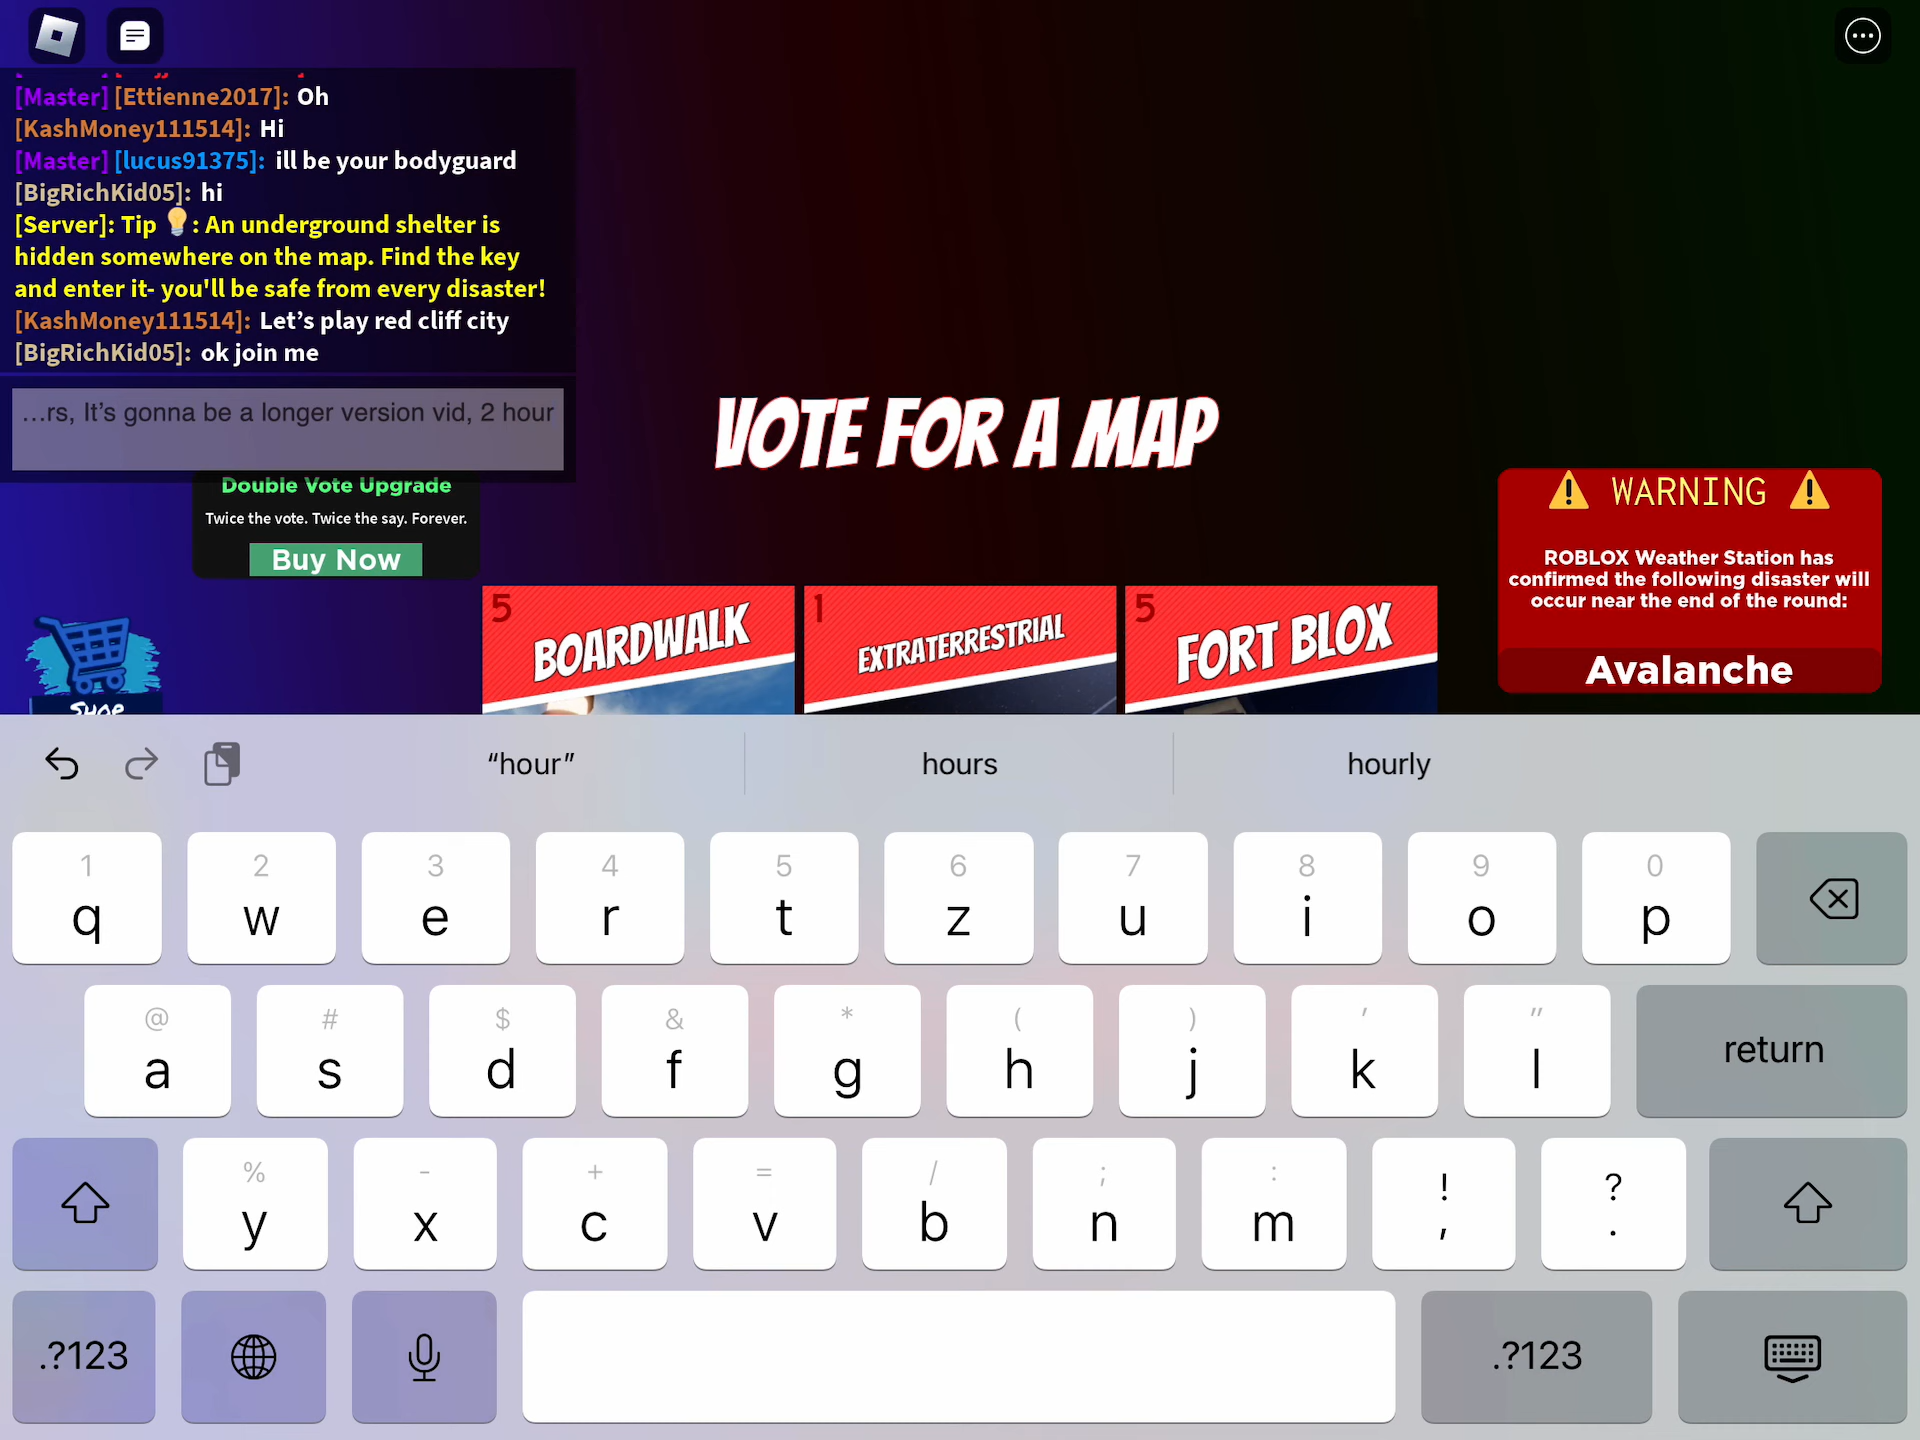 [Master] [Ettienne2017]: Oh
[KashMoney111514]: Hi
[Master] [lucus91375]: ill be your bodyguard
[BigRichKid05]: hi
[Server]: Tip 💡: An underground shelter is
hidden somewhere on the map. Find the key
and enter it- you'll be safe from every disaster!
[KashMoney111514]: Let’s play red cliff city
[BigRichKid05]: ok join me
...rs, It’s gonna be a longer version vid, 2 hour
VOTE FOR A MAP
Double Vote Upgrade
Twice the vote. Twice the say. Forever.
Buy Now
⚠ WARNING ⚠
ROBLOX Weather Station has
confirmed the following disaster will
occur near the end of the round:
Avalanche
5 BOARDWALK
1 EXTRATERRESTRIAL
5 FORT BLOX
SHOP
“hour” hours hourly
1 2 3 4 5 6 7 8 9 0
q w e r t z u i o p
@ # $ & * ( ) ' "
a s d f g h j k l return
% - + = / ; : ! ?
y x c v b n m , .
.?123 .?123